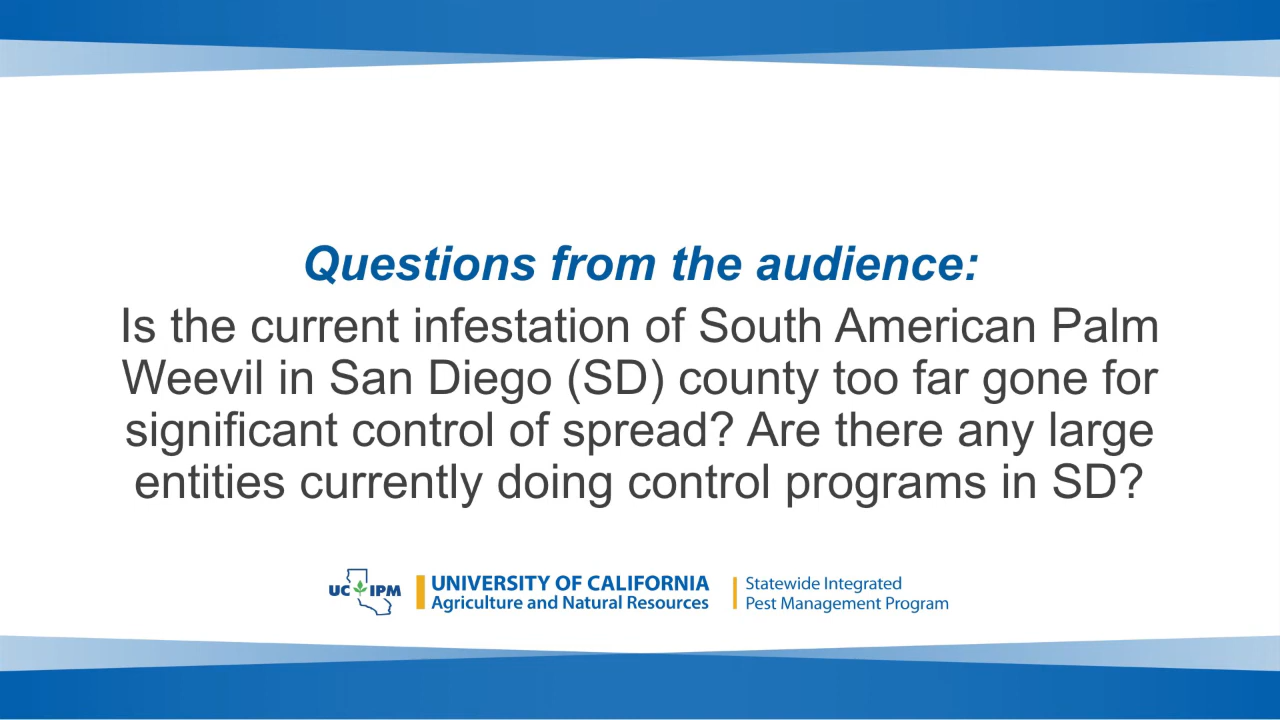 Questions from the audience:
Is the current infestation of South American Palm
Weevil in San Diego (SD) county too far gone for
significant control of spread? Are there any large
entities currently doing control programs in SD?
UC IPM
UNIVERSITY OF CALIFORNIA
Agriculture and Natural Resources
Statewide Integrated
Pest Management Program